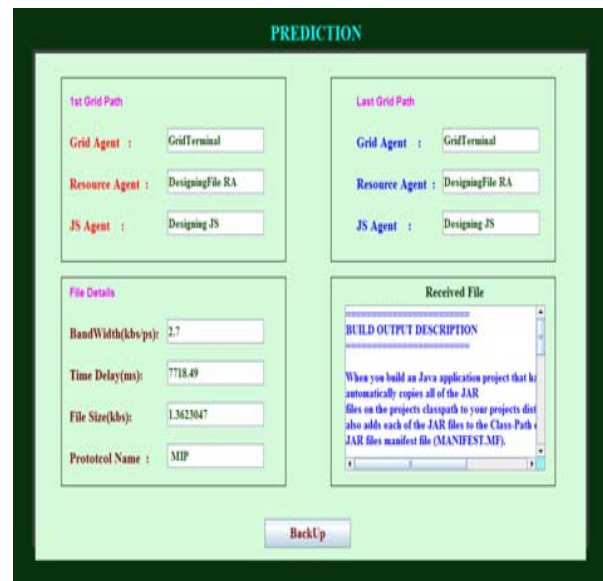 PREDICTION
1st Grid Path
Grid Agent :
GridTerminal
Resource Agent :
DesigningFile RA
JS Agent :
Designing JS
Last Grid Path
Grid Agent :
GridTerminal
Resource Agent :
DesigningFile RA
JS Agent :
Designing JS
File Details
BandWidth(kbs/ps):
2.7
Time Delay(ms):
7718.49
File Size(kbs):
1.3623047
Prototcol Name :
MIP
Received File
BUILD OUTPUT DESCRIPTION
When you build an Java application project that ha
automatically copies all of the JAR
files on the projects classpath to your projects dist
also adds each of the JAR files to the Class-Path
JAR files manifest file (MANIFEST.MF).
BackUp